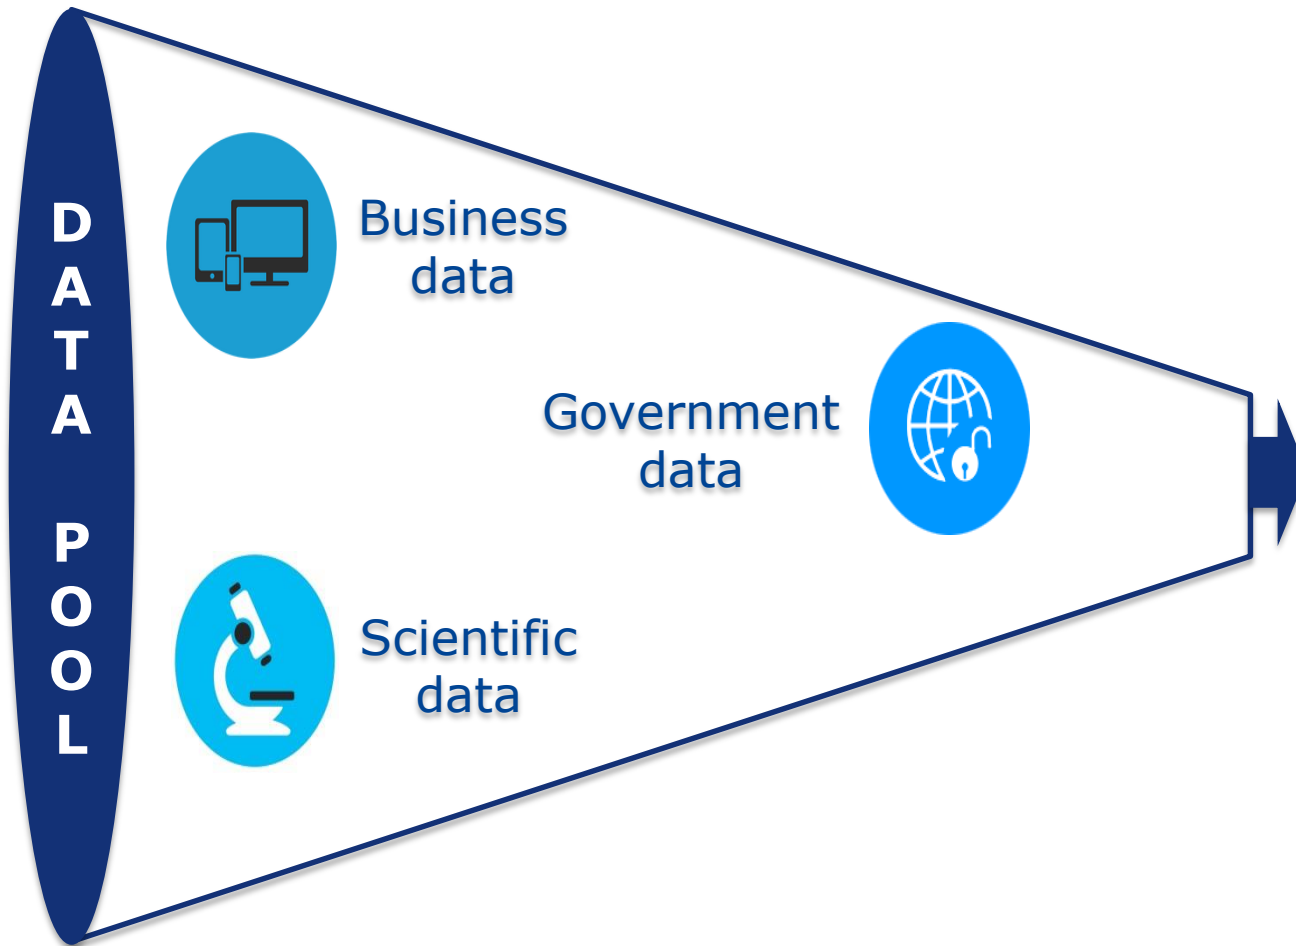 DATA POOL
Business
data
Government
data
Scientific
data